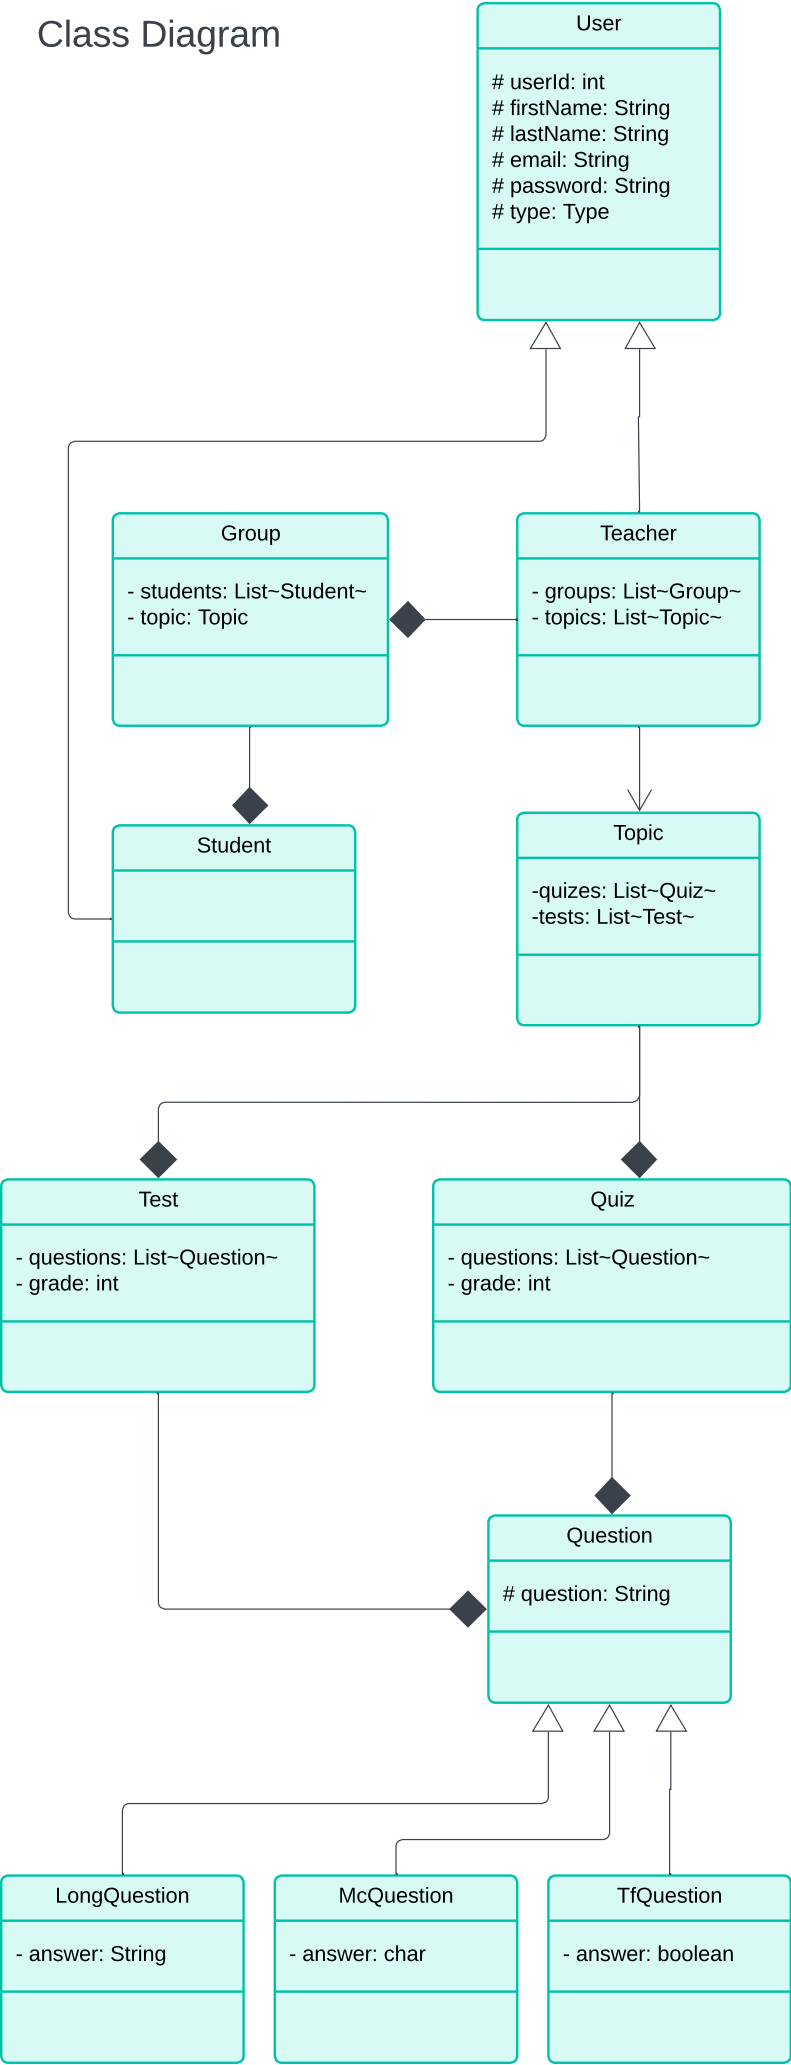 Class Diagram
User
# userId: int
# firstName: String
# lastName: String
# email: String
# password: String
# type: Type
Group
- students: List~Student~
- topic: Topic
Teacher
- groups: List~Group~
- topics: List~Topic~
Student
Topic
-quizes: List~Quiz~
-tests: List~Test~
Test
- questions: List~Question~
- grade: int
Quiz
- questions: List~Question~
- grade: int
Question
# question: String
LongQuestion
- answer: String
McQuestion
- answer: char
TfQuestion
- answer: boolean